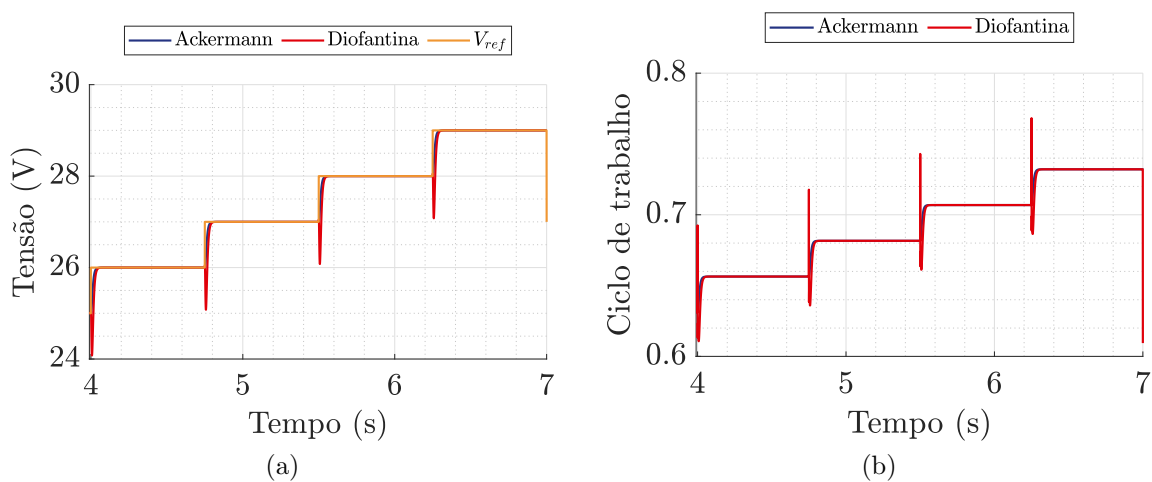 Ackermann Diofantina V_ref
30
28
26
24
4 5 6 7
Tensão (V)
Tempo (s)
(a)
Ackermann Diofantina
0.8
0.7
0.6
4 5 6 7
Ciclo de trabalho
Tempo (s)
(b)